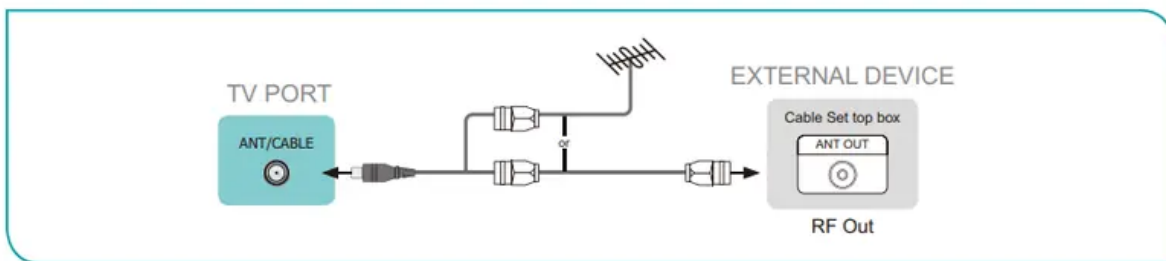 TV PORT
ANT/CABLE
or
EXTERNAL DEVICE
Cable Set top box
ANT OUT
RF Out